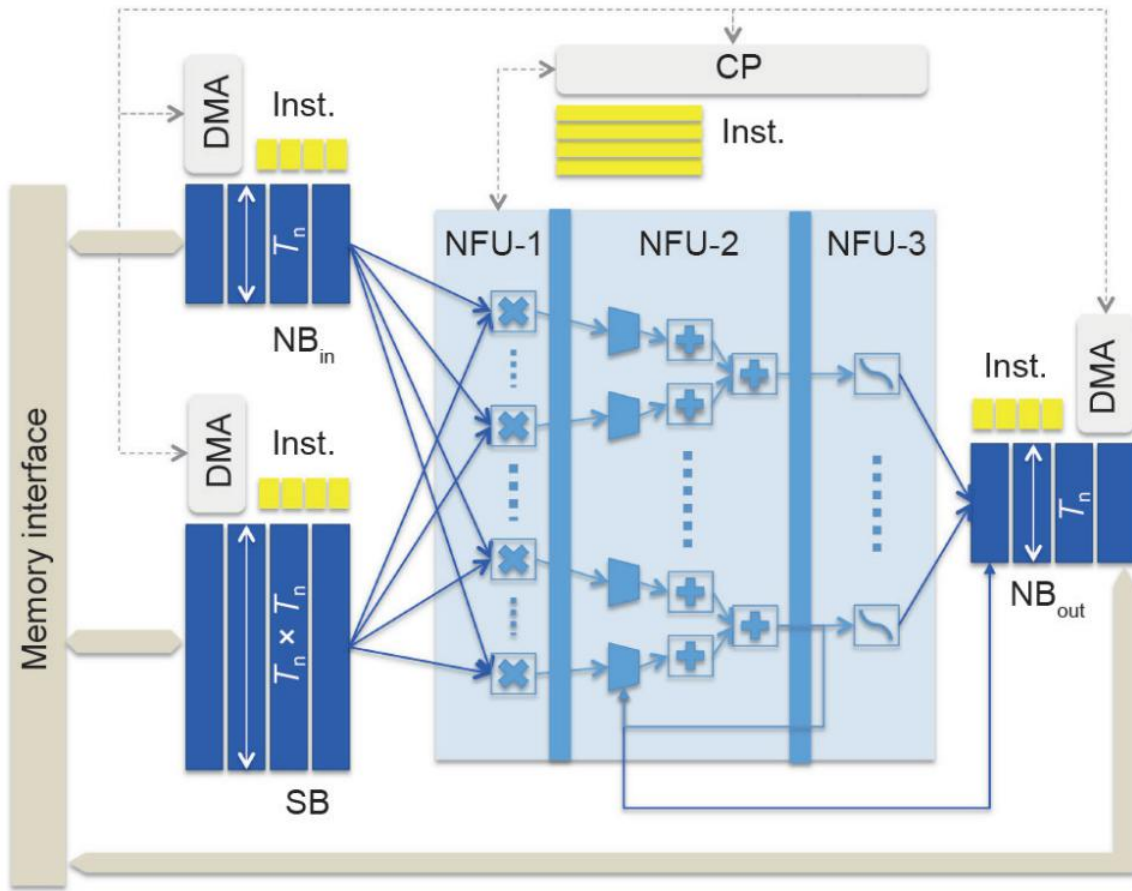 CP
DMA
Inst.
Inst.
Tn
NBin
NFU-1
NFU-2
NFU-3
DMA
Inst.
Tn × Tn
SB
Inst.
DMA
Tn
NBout
Memory interface